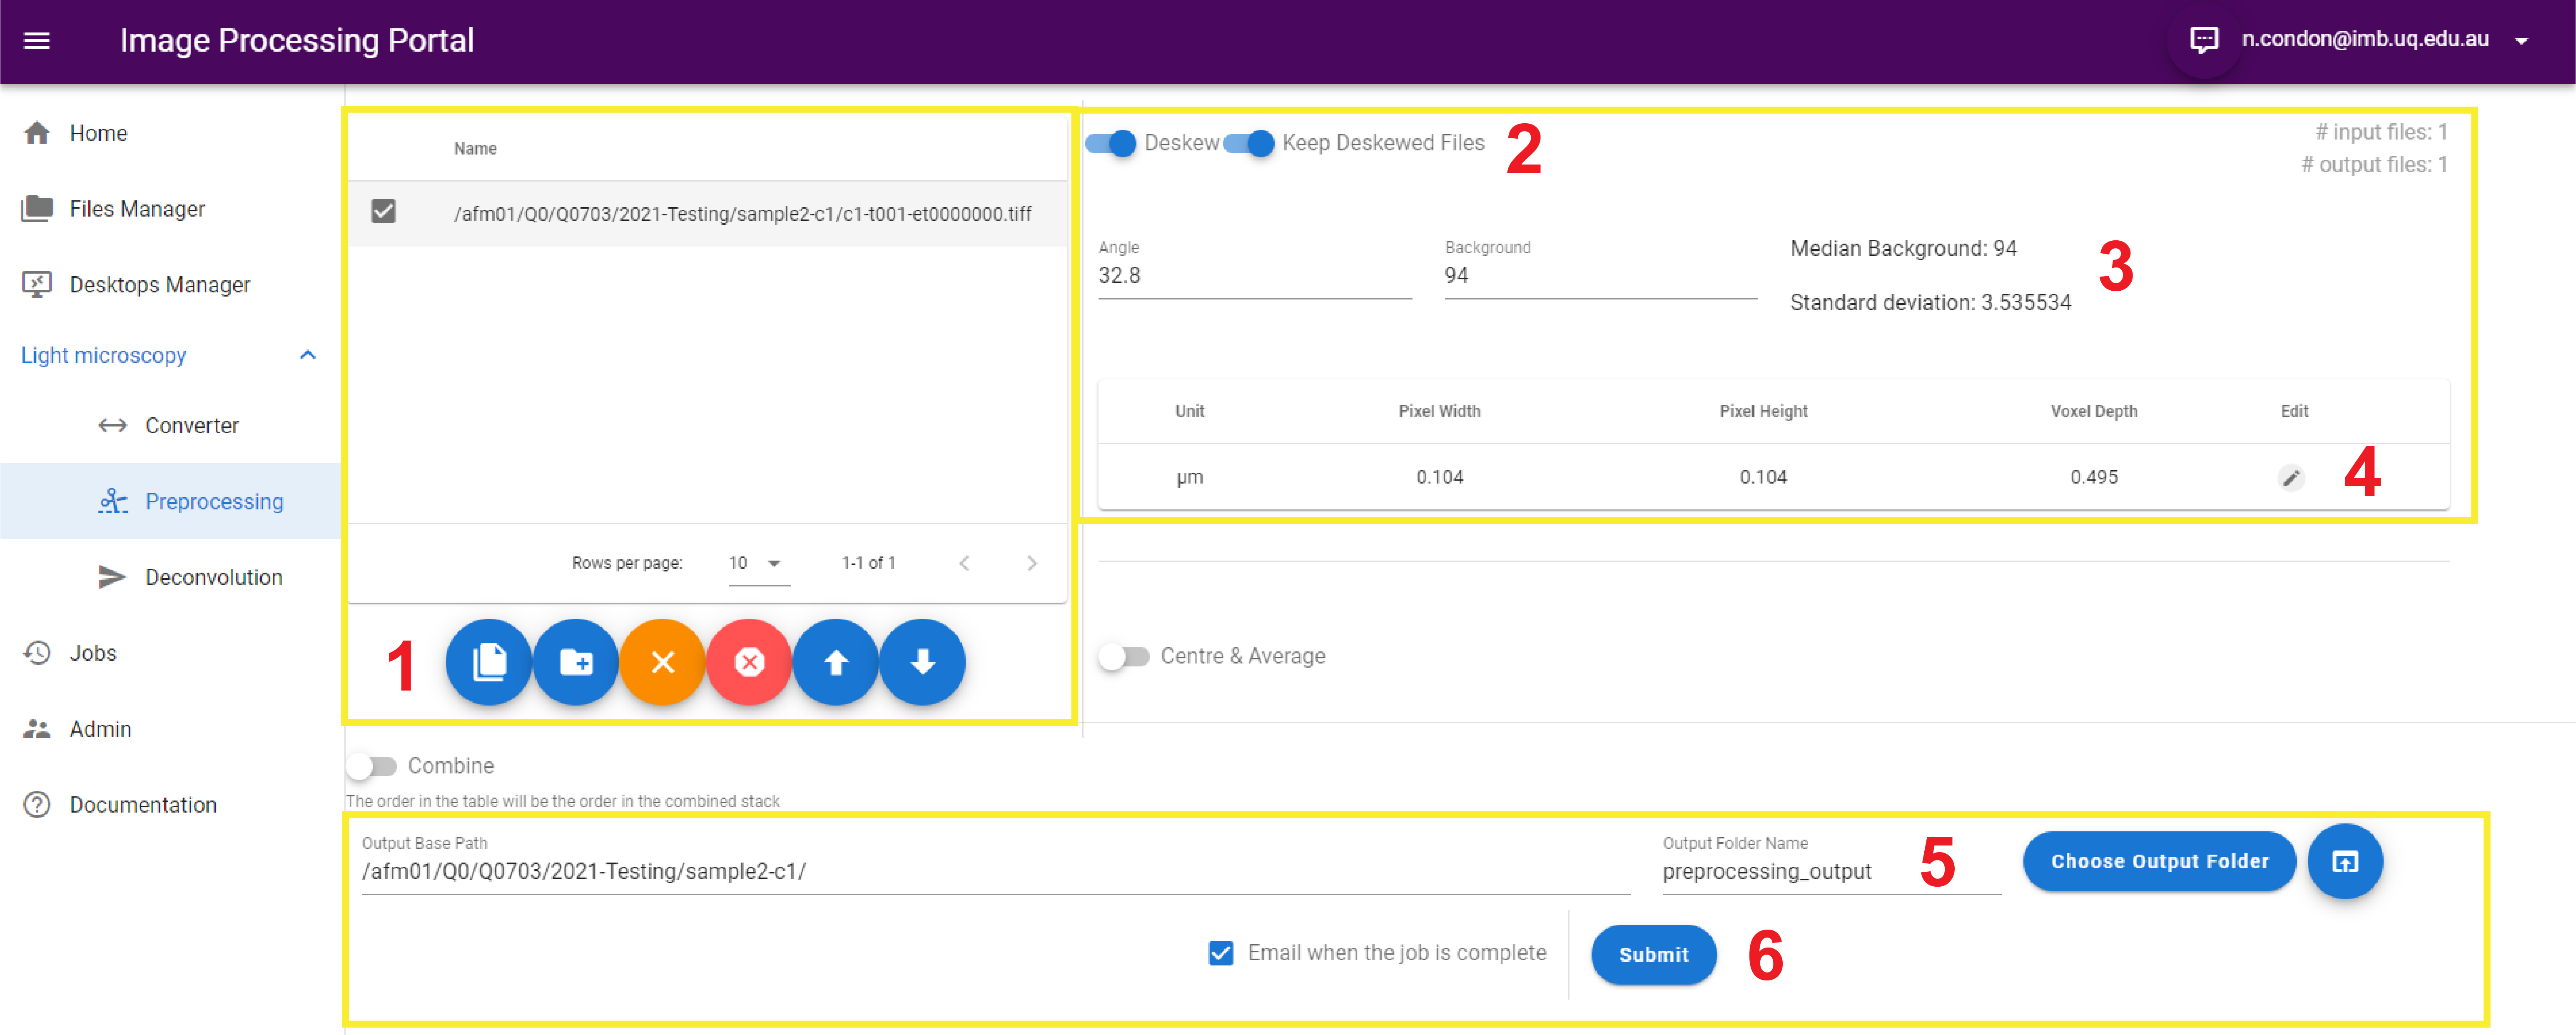 Image Processing Portal
n.condon@imb.uq.edu.au
Home
Files Manager
Desktops Manager
Light microscopy
Converter
Preprocessing
Deconvolution
Jobs
Admin
Documentation
Name
/afm01/Q0/Q0703/2021-Testing/sample2-c1/c1-t001-et0000000.tiff
Rows per page: 10 1-1 of 1
1
Deskew Keep Deskewed Files 2
# input files: 1
# output files: 1
Angle
32.8
Background
94
Median Background: 94
Standard deviation: 3.535534
3
Unit Pixel Width Pixel Height Voxel Depth Edit
µm 0.104 0.104 0.495
4
Centre & Average
Combine
The order in the table will be the order in the combined stack
Output Base Path
/afm01/Q0/Q0703/2021-Testing/sample2-c1/
Output Folder Name
preprocessing_output
5
Choose Output Folder
Email when the job is complete
Submit
6